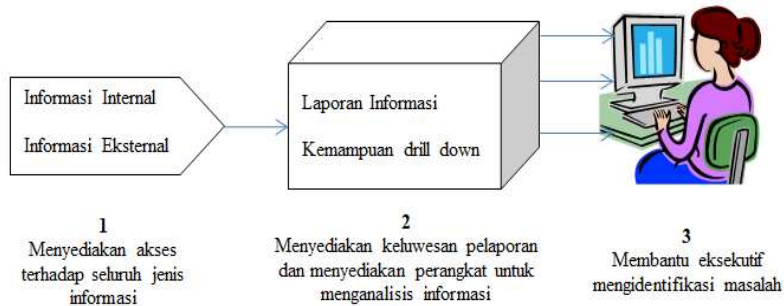 Informasi Internal
Informasi Eksternal
Laporan Informasi
Kemampuan drill down
1
Menyediakan akses
terhadap seluruh jenis
informasi
2
Menyediakan keluwesan pelaporan
dan menyediakan perangkat untuk
menganalisis informasi
3
Membantu eksekutif
mengidentifikasi masalah